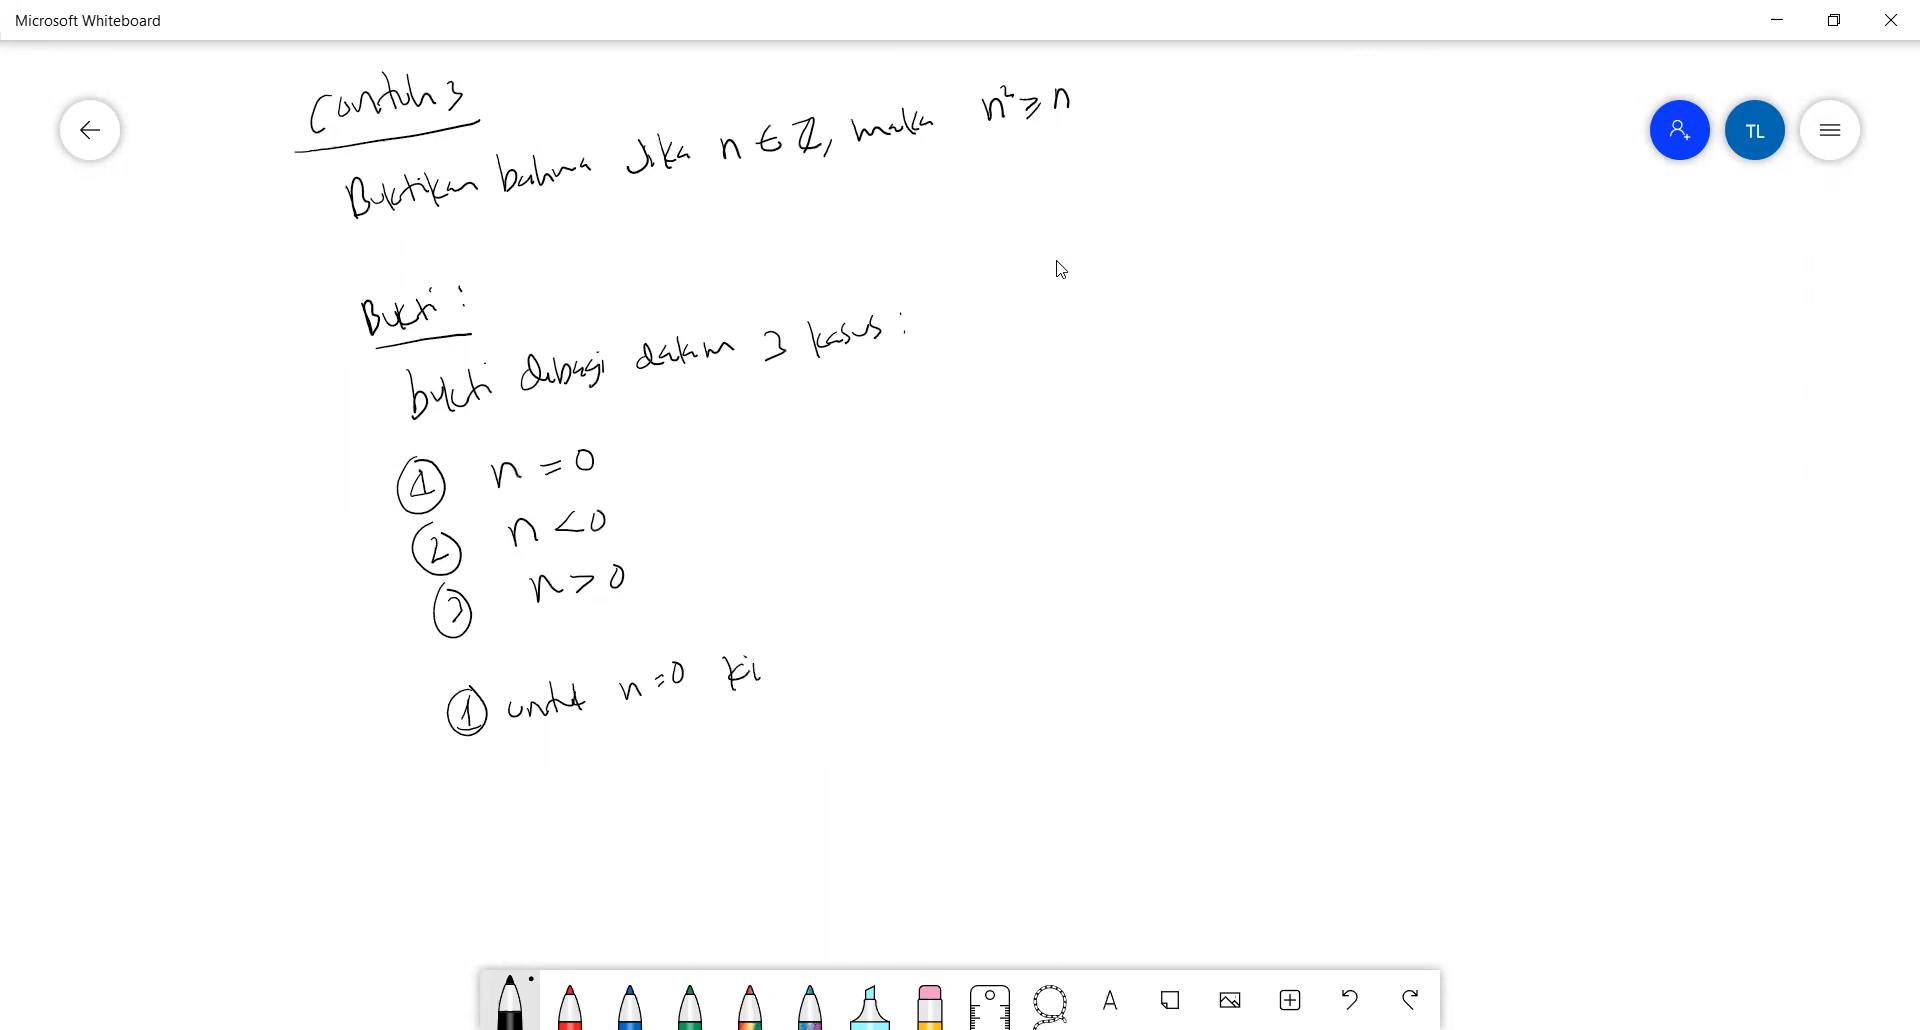 Microsoft Whiteboard
Contoh 3
Buktikan bahwa Jika n ∈ ℤ, maka n² ≥ n
TL
Bukti :
bukti dibagi dalam 3 kasus :
① n = 0
② n < 0
③ n > 0
① untuk n = 0 ki
A